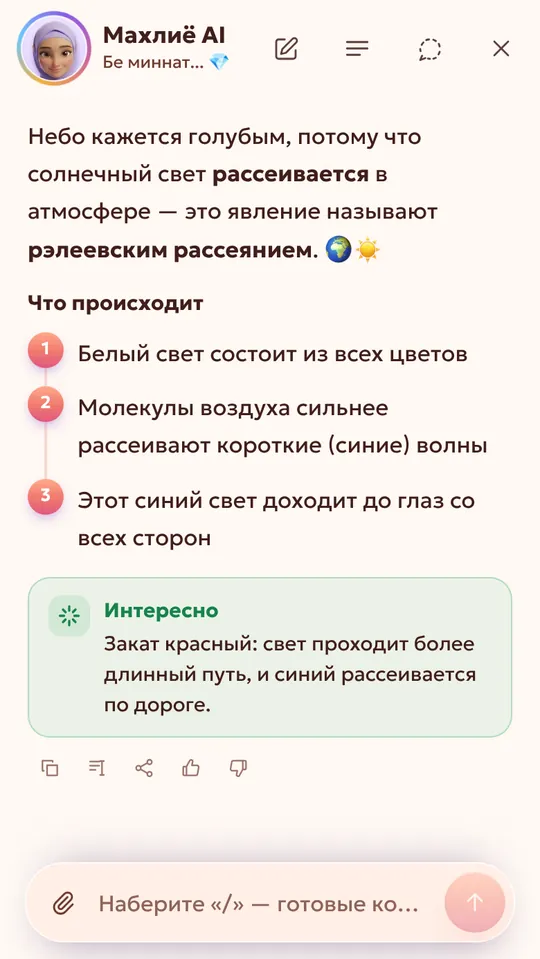 Махлиё AI
Бе миннат... 💎
Небо кажется голубым, потому что
солнечный свет рассеивается в
атмосфере — это явление называют
рэлеевским рассеянием. 🌍☀️
Что происходит
1 Белый свет состоит из всех цветов
2 Молекулы воздуха сильнее
рассеивают короткие (синие) волны
3 Этот синий свет доходит до глаз со
всех сторон
Интересно
Закат красный: свет проходит более
длинный путь, и синий рассеивается
по дороге.
Наберите «/» — готовые ко...